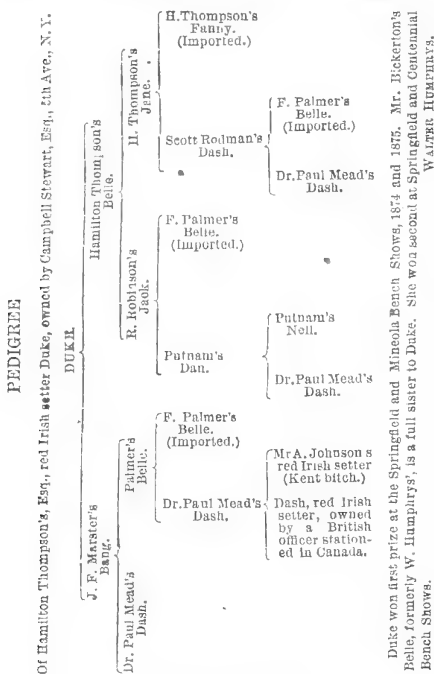 PEDIGREE
Of Hamilton Thompson's, Esq., red Irish setter Duke, owned by Campbell Stewart, Esq., 5th Ave., N. Y.
DUKE.
J. F. Marster's
Bang.
Hamilton Thompson's
Belle.
Dr. Paul Mead's
Dash.
Palmer's
Belle.
R. Robinson's
Jack.
H. Thompson's
Jane.
F. Palmer's
Belle.
(Imported.)
Dr. Paul Mead's
Dash.
Mr A. Johnson s
red Irish setter
(Kent bitch.)
Dash, red Irish
setter, owned
by a British
officer station-
ed in Canada.
F. Palmer's
Belle.
(Imported.)
Putnam's
Dan.
Putnam's
Nell.
Dr. Paul Mead's
Dash.
H. Thompson's
Fanny.
(Imported.)
Scott Rodman's
Dash.
F. Palmer's
Belle.
(Imported.)
Dr. Paul Mead's
Dash.
Duke won first prize at the Springfield and Mineola Bench Shows, 1874 and 1875. Mr. Bickerton's
Belle, formerly W. Humphrys', is a full sister to Duke. She won second at Springfield and Centennial
Bench Shows.
WALTER HUMPHRYS.